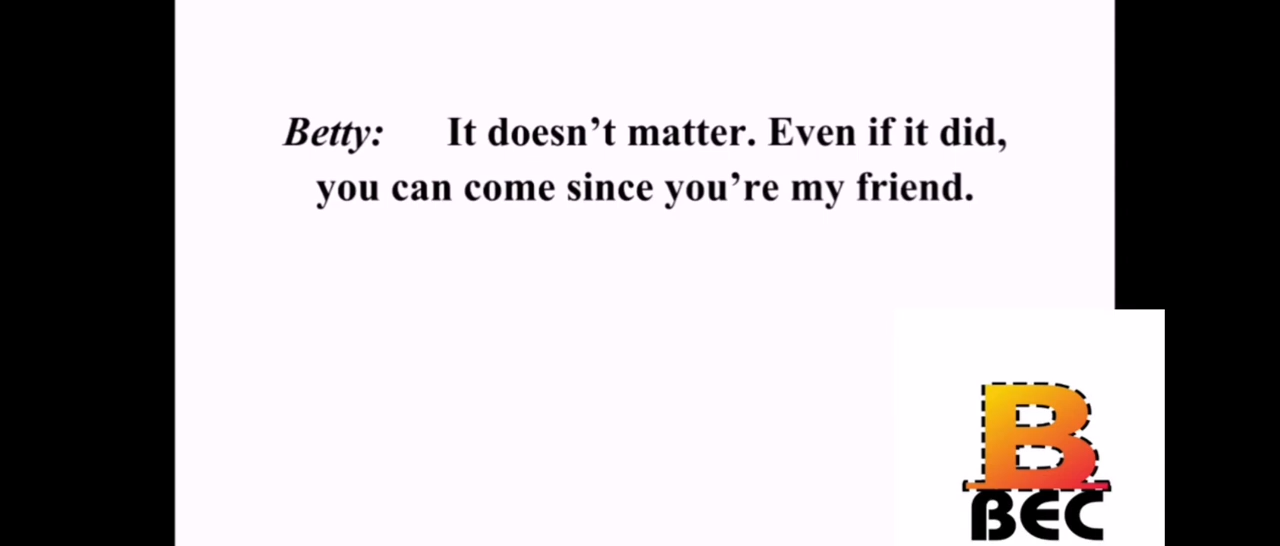 Betty: It doesn’t matter. Even if it did,
you can come since you’re my friend.
B
BEC